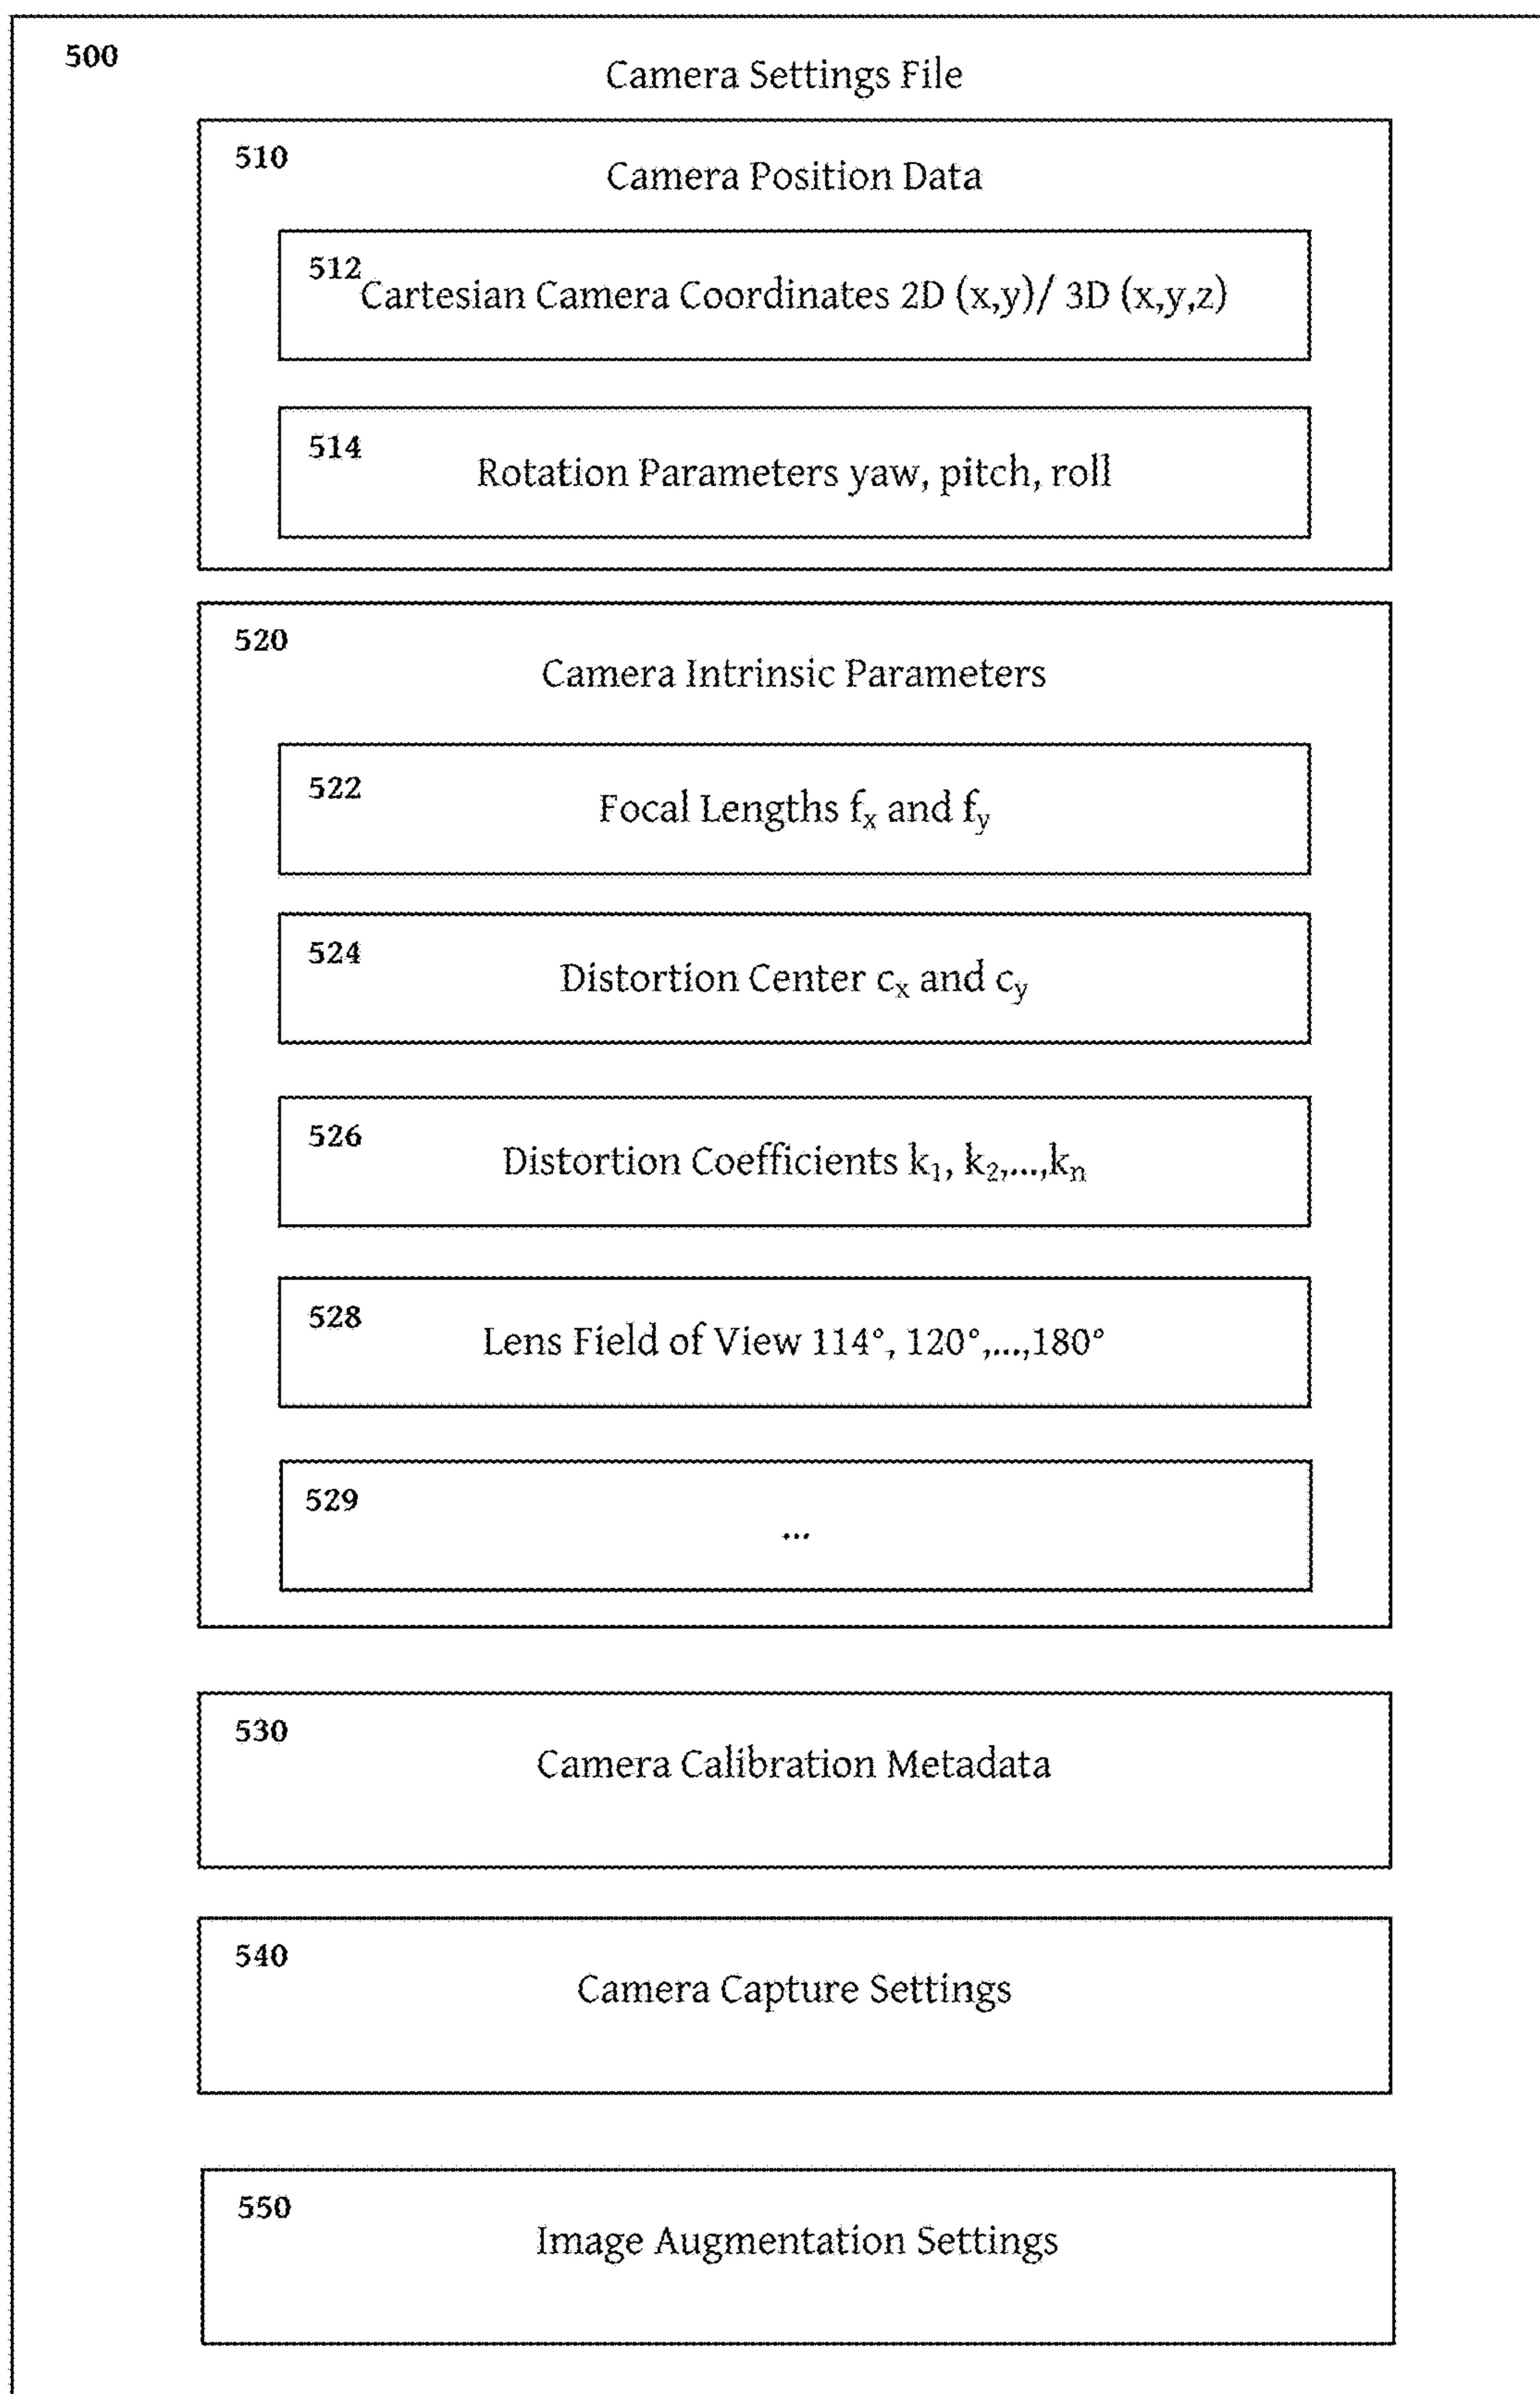 500
Camera Settings File
510
Camera Position Data
512
Cartesian Camera Coordinates 2D (x,y)/ 3D (x,y,z)
514
Rotation Parameters yaw, pitch, roll
520
Camera Intrinsic Parameters
522
Focal Lengths fₓ and fᵧ
524
Distortion Center cₓ and cᵧ
526
Distortion Coefficients k₁, k₂,...,kₙ
528
Lens Field of View 114°, 120°,...,180°
529
...
530
Camera Calibration Metadata
540
Camera Capture Settings
550
Image Augmentation Settings